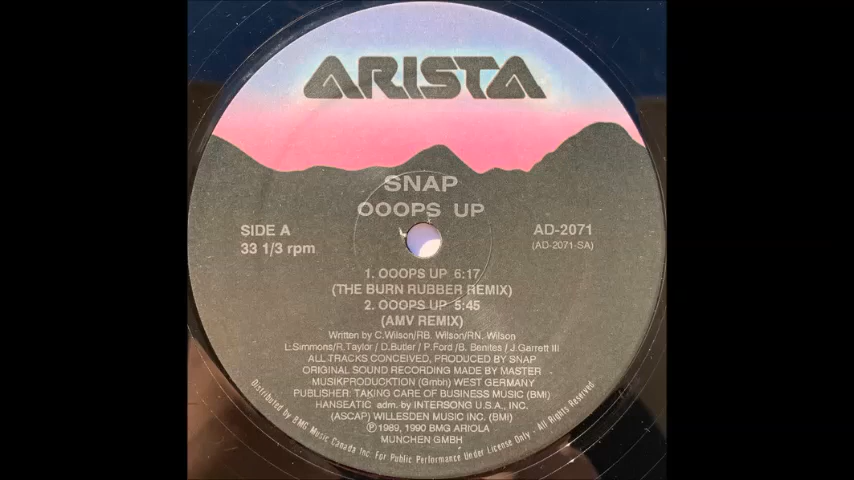 ARISTA
SNAP
OOOPS UP
SIDE A
33 1/3 rpm
AD-2071
(AD-2071-SA)
1. OOOPS UP 6:17
(THE BURN RUBBER REMIX)
2. OOOPS UP 5:45
(AMV REMIX)
Written by C.Wilson/RB. Wilson/RN. Wilson
L.Simmons/R.Taylor / D.Butler / P.Ford /B. Benites / J.Garrett III
ALL TRACKS CONCEIVED, PRODUCED BY SNAP
ORIGINAL SOUND RECORDING MADE BY MASTER
MUSIKPRODUCKTION (Gmbh) WEST GERMANY
PUBLISHER: TAKING CARE OF BUSINESS MUSIC (BMI)
HANSEATIC adm. by INTERSONG U.S.A., INC.
(ASCAP) WILLESDEN MUSIC INC. (BMI)
Ⓟ1989, 1990 BMG ARIOLA
MUNCHEN GMBH
Distributed by BMG Music Canada Inc. For Public Performance Under License Only - All Rights Reserved